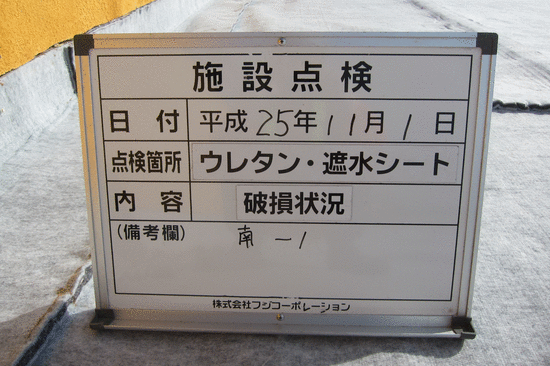 施設点検
日付 平成25年11月1日
点検箇所 ウレタン・遮水シート
内容 破損状況
(備考欄) 南-1
株式会社フジコーポレーション